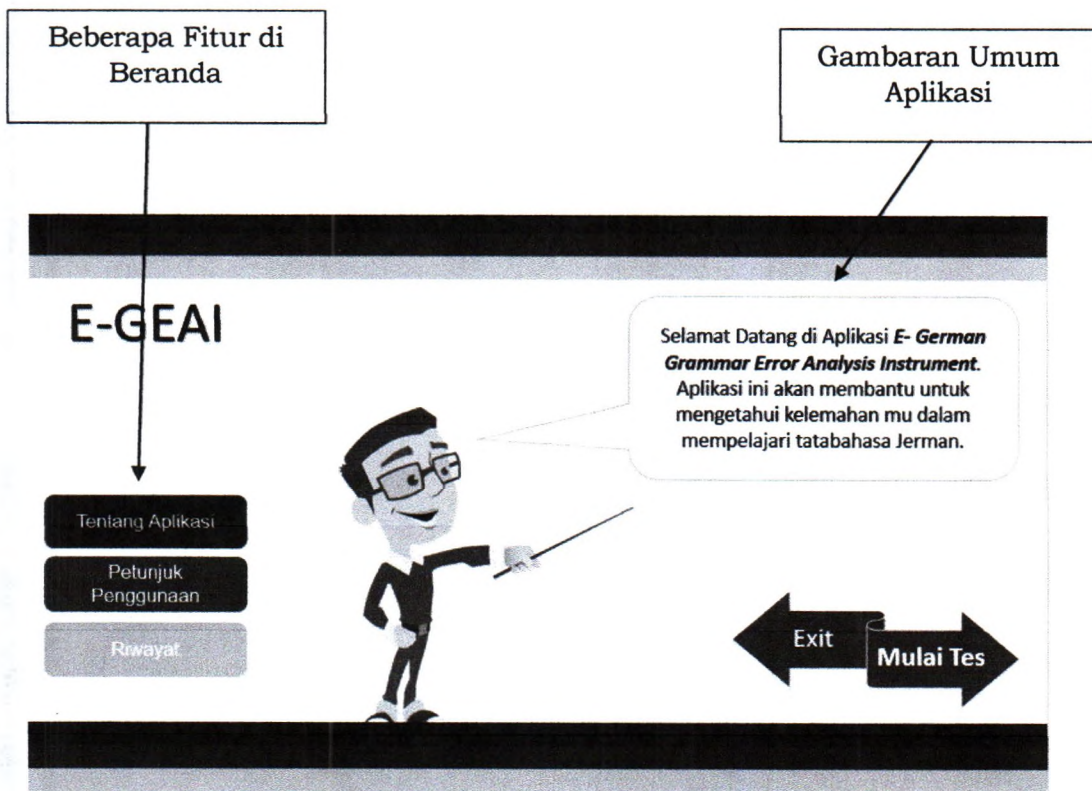 Beberapa Fitur di
Beranda
Gambaran Umum
Aplikasi
E-GEAI
Selamat Datang di Aplikasi E- German
Grammar Error Analysis Instrument.
Aplikasi ini akan membantu untuk
mengetahui kelemahan mu dalam
mempelajari tatabahasa Jerman.
Tentang Aplikasi
Petunjuk
Penggunaan
Riwayat
Exit
Mulai Tes